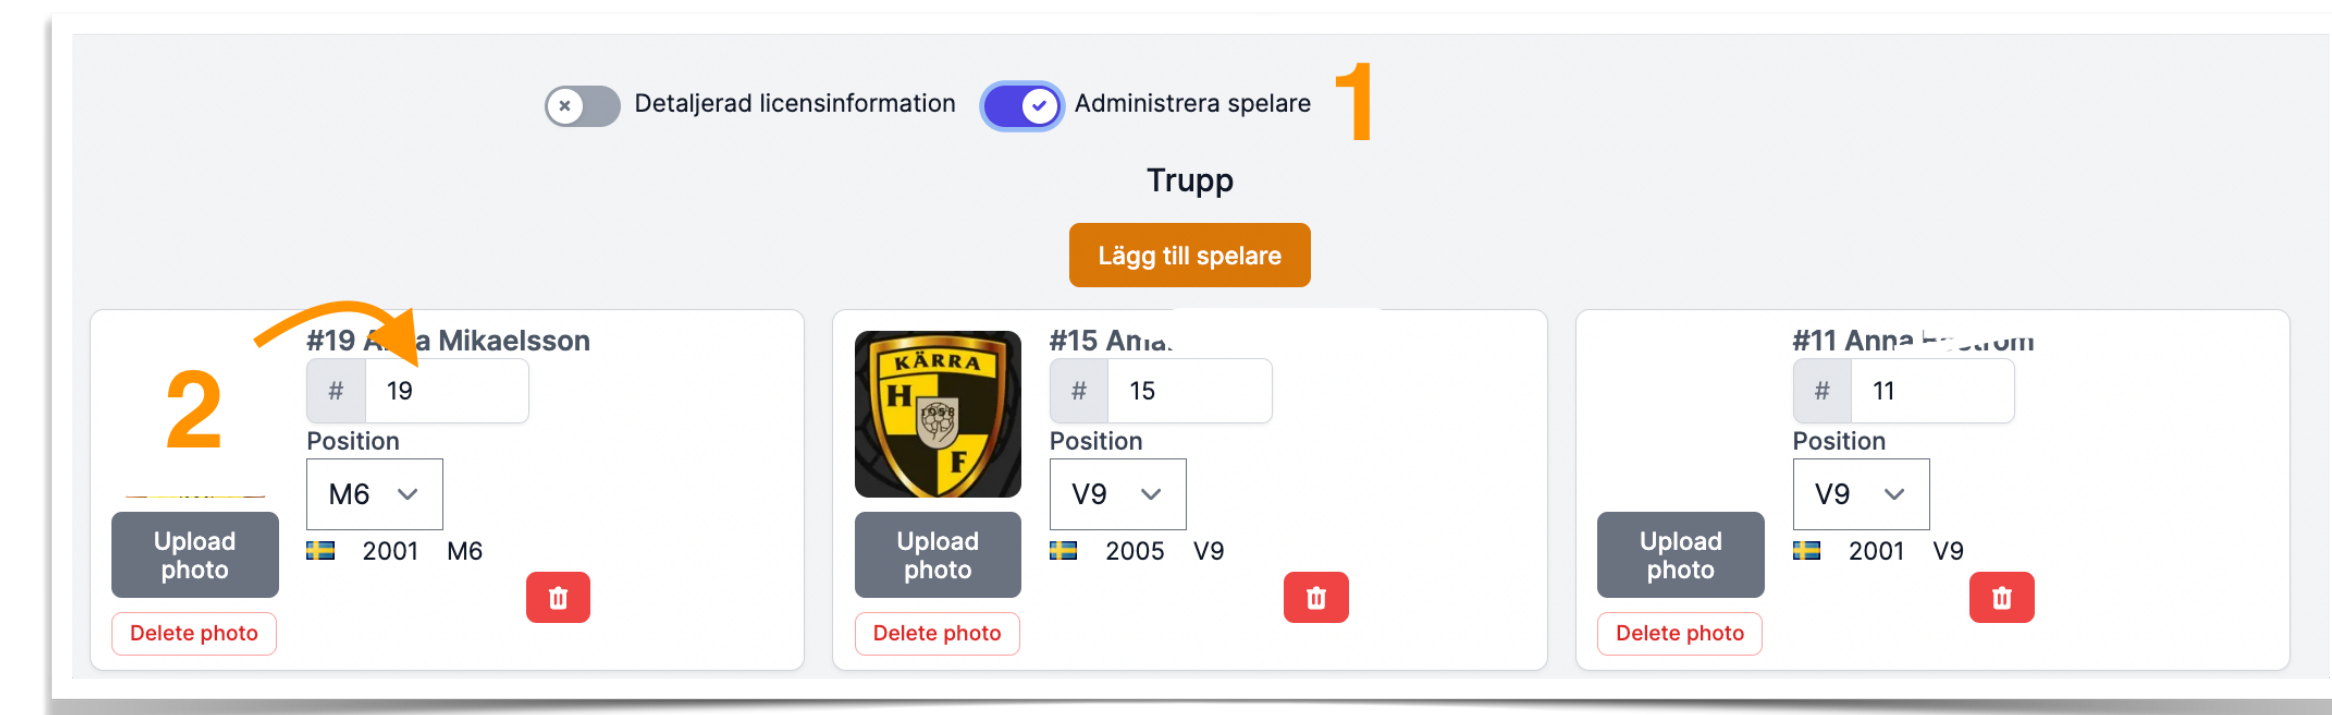 Detaljerad licensinformation
Administrera spelare
1
Trupp
Lägg till spelare
2
#19 Mikaelsson
# 19
Position
M6
2001 M6
Upload
photo
Delete photo
KÄRRA
H
1958
F
#15
# 15
Position
V9
2005 V9
Upload
photo
Delete photo
#11 Anna
# 11
Position
V9
2001 V9
Upload
photo
Delete photo